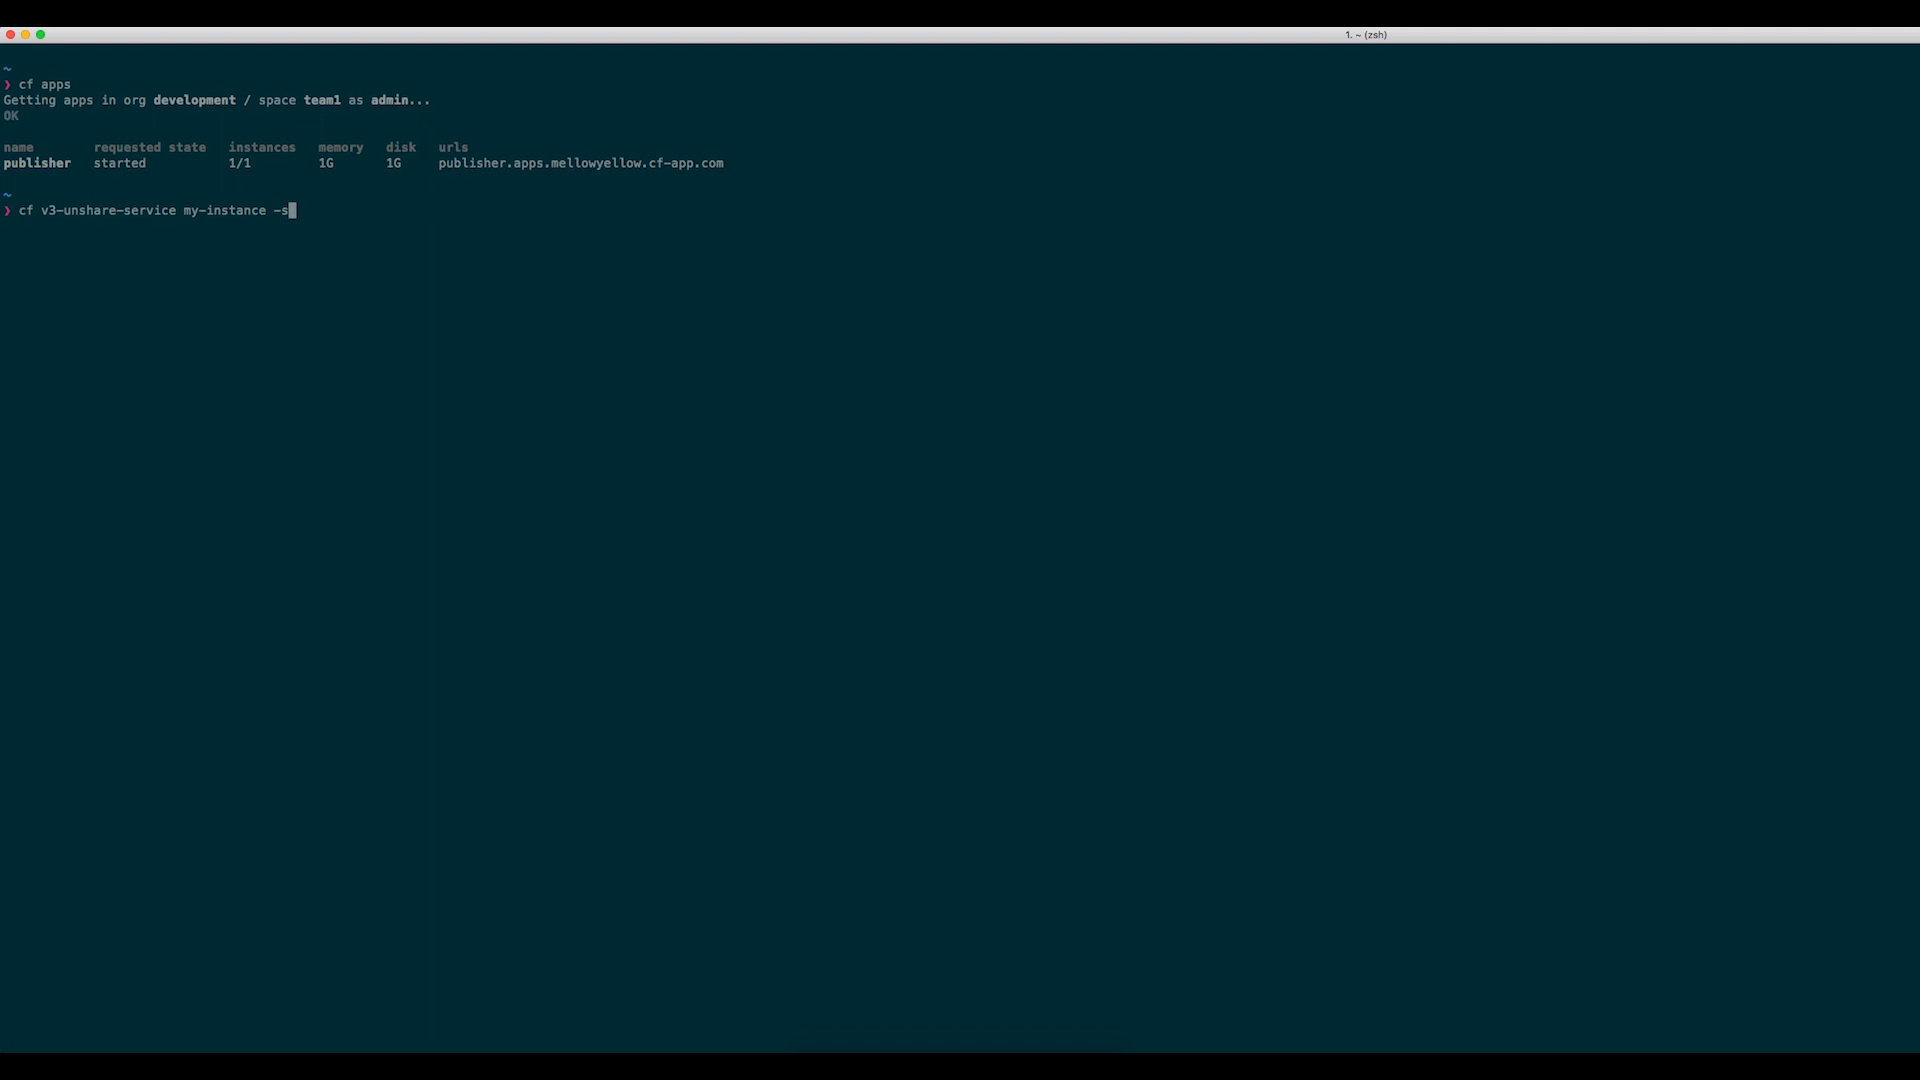 1. ~ (zsh)
~
❯ cf apps
Getting apps in org development / space team1 as admin...
OK
name requested state instances memory disk urls
publisher started 1/1 1G 1G publisher.apps.mellowyellow.cf-app.com
~
❯ cf v3-unshare-service my-instance -s